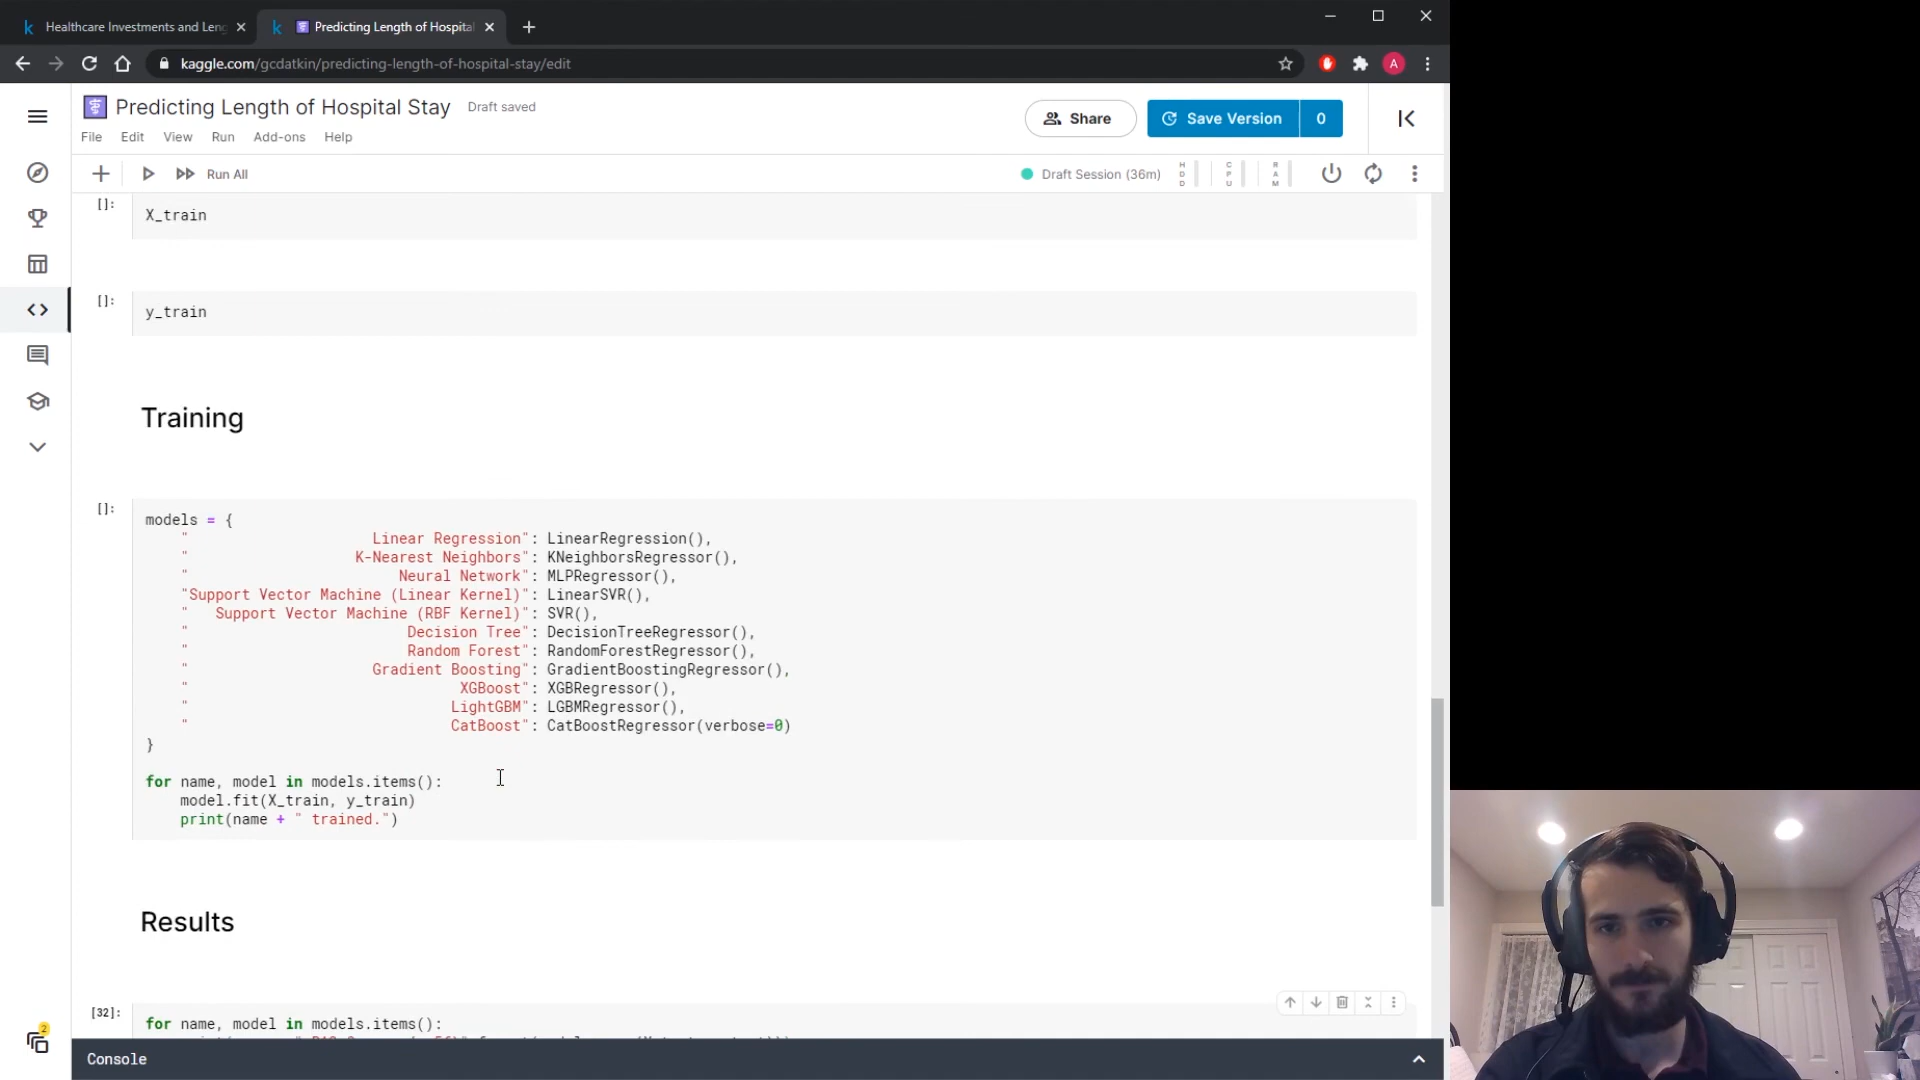 Healthcare Investments and Leng
Predicting Length of Hospital
kaggle.com/gcdatkin/predicting-length-of-hospital-stay/edit
A
Predicting Length of Hospital Stay
Draft saved
File Edit View Run Add-ons Help
Share
Save Version
0
Run All
Draft Session (36m)
HDD
CPU
RAM
[]:
X_train
[]:
y_train
Training
[]:
models = {
" Linear Regression": LinearRegression(),
" K-Nearest Neighbors": KNeighborsRegressor(),
" Neural Network": MLPRegressor(),
"Support Vector Machine (Linear Kernel)": LinearSVR(),
" Support Vector Machine (RBF Kernel)": SVR(),
" Decision Tree": DecisionTreeRegressor(),
" Random Forest": RandomForestRegressor(),
" Gradient Boosting": GradientBoostingRegressor(),
" XGBoost": XGBRegressor(),
" LightGBM": LGBMRegressor(),
" CatBoost": CatBoostRegressor(verbose=0)
}
for name, model in models.items():
model.fit(X_train, y_train)
print(name + " trained.")
Results
[32]:
for name, model in models.items():
2
Console